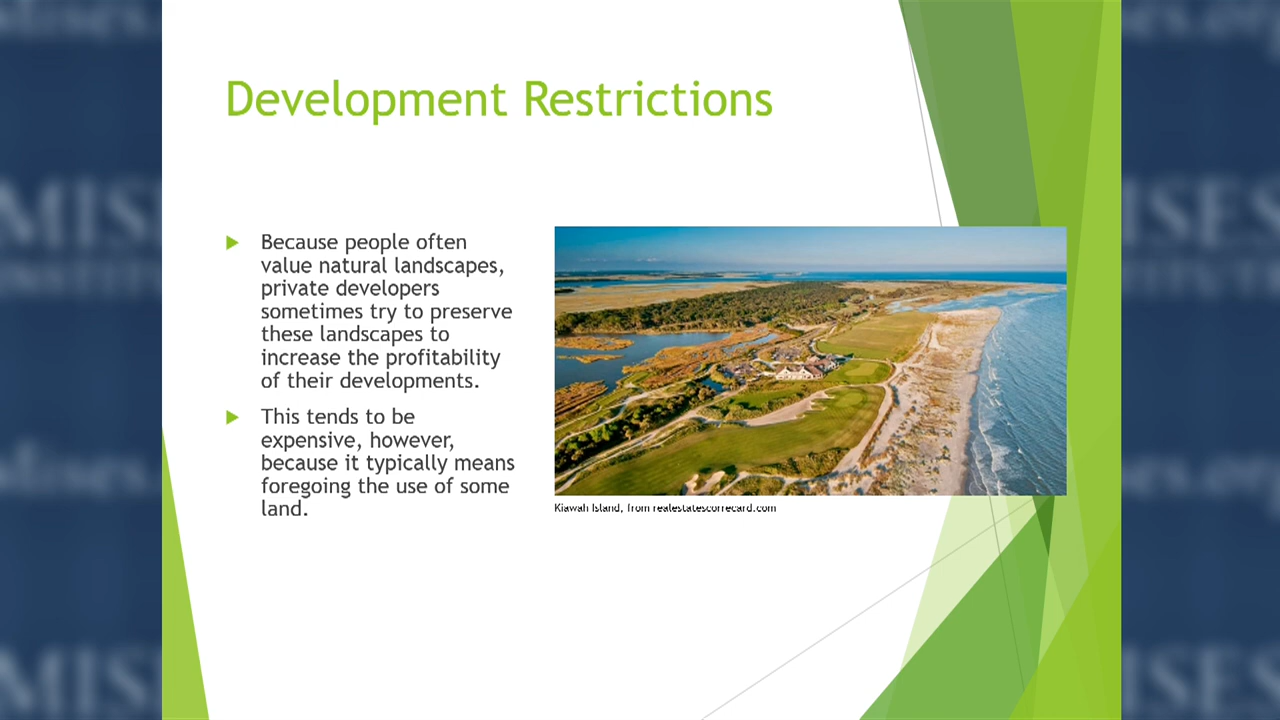 Development Restrictions
Because people often
value natural landscapes,
private developers
sometimes try to preserve
these landscapes to
increase the profitability
of their developments.
This tends to be
expensive, however,
because it typically means
foregoing the use of some
land.
Kiawah Island, from realestatescorrecard.com